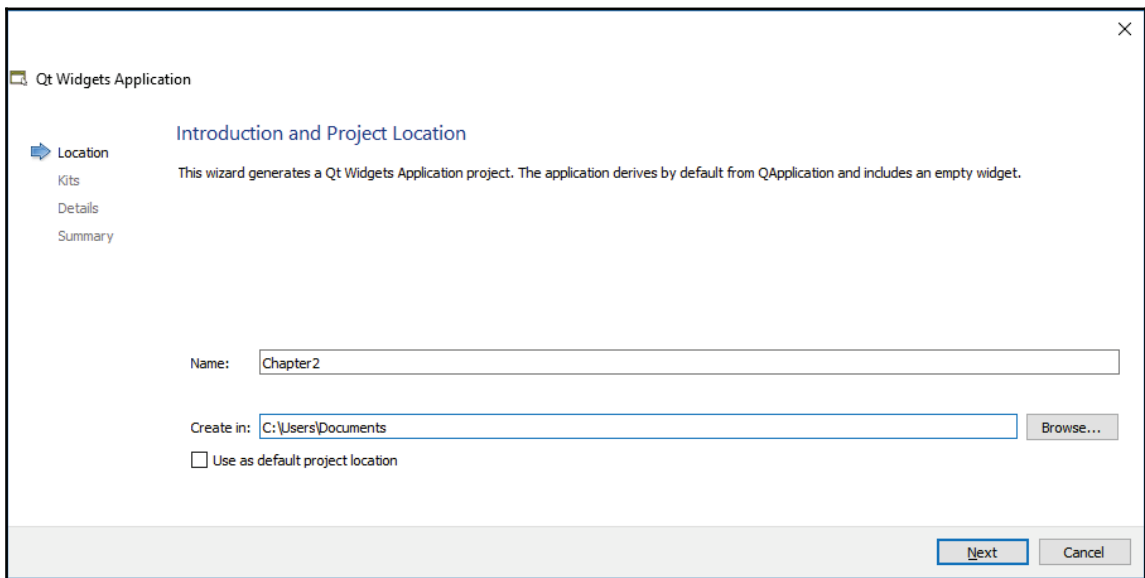 Qt Widgets Application
Location
Kits
Details
Summary
Introduction and Project Location
This wizard generates a Qt Widgets Application project. The application derives by default from QApplication and includes an empty widget.
Name: Chapter2
Create in: C:\Users\Documents Browse...
Use as default project location
Next Cancel